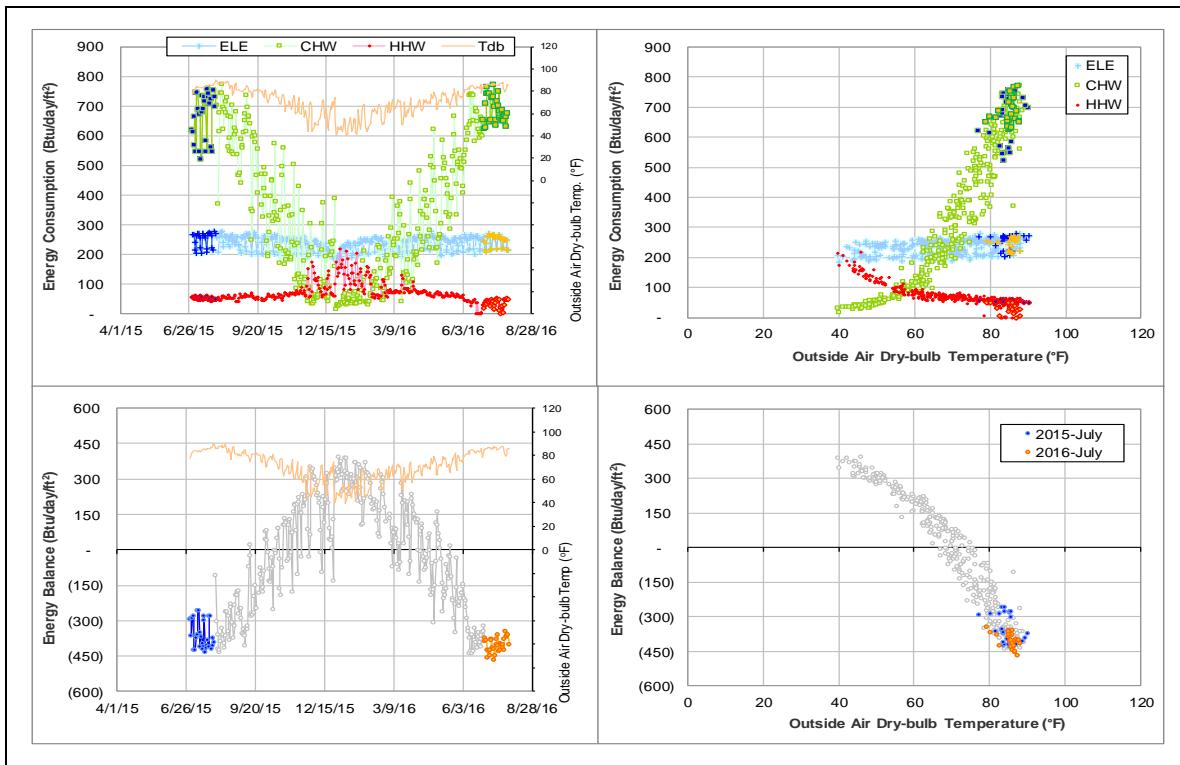 ELE CHW HHW Tdb
Energy Consumption (Btu/day/ft²)
900
800
700
600
500
400
300
200
100
-
120
100
80
60
40
20
0
Outside Air Dry-bulb Temp. (°F)
4/1/15 6/26/15 9/20/15 12/15/15 3/9/16 6/3/16 8/28/16
ELE
CHW
HHW
Energy Consumption (Btu/day/ft²)
900
800
700
600
500
400
300
200
100
-
0 20 40 60 80 100 120
Outside Air Dry-bulb Temperature (°F)
Energy Balance (Btu/day/ft²)
600
450
300
150
-
(150)
(300)
(450)
(600)
120
100
80
60
40
20
0
Outside Air Dry-bulb Temp (°F)
4/1/15 6/26/15 9/20/15 12/15/15 3/9/16 6/3/16 8/28/16
2015-July
2016-July
Energy Balance (Btu/day/ft²)
600
450
300
150
-
(150)
(300)
(450)
(600)
0 20 40 60 80 100 120
Outside Air Dry-bulb Temperature (°F)